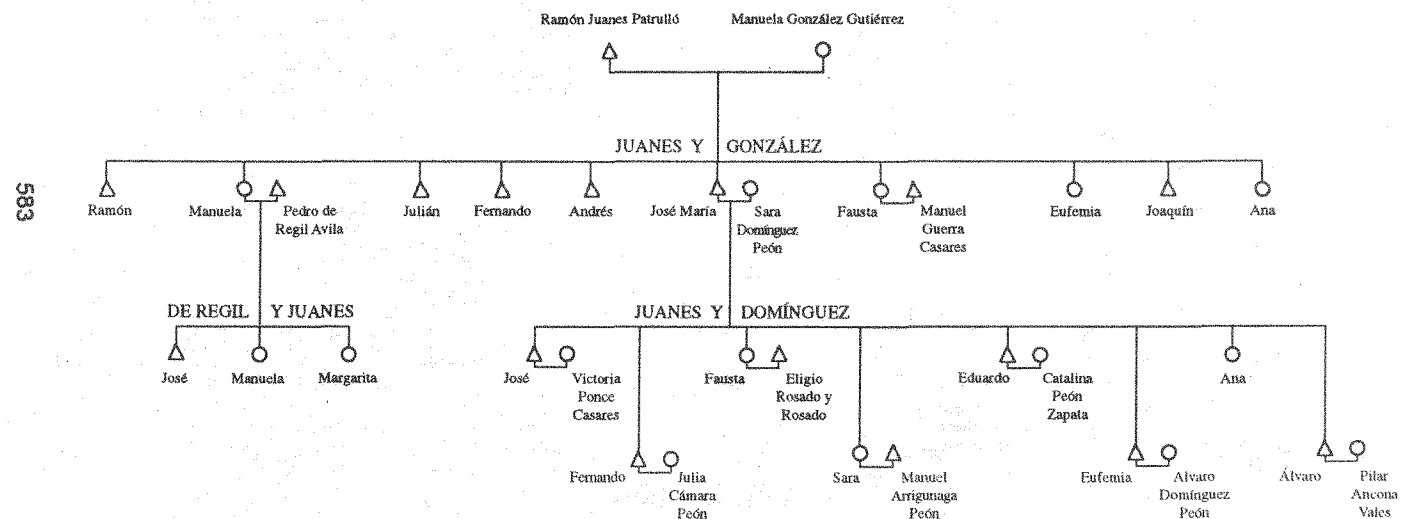 Ramón Juanes Patrulló
Manuela González Gutiérrez
JUANES Y GONZÁLEZ
583
Ramón
Manuela
Pedro de
Regil Avila
Julián
Fernando
Andrés
José María
Sara
Domínguez
Peón
Fausta
Manuel
Guerra
Casares
Eufemia
Joaquín
Ana
DE REGIL Y JUANES
JUANES Y DOMÍNGUEZ
José
Manuela
Margarita
José
Victoria
Ponce
Casares
Fausta
Eligio
Rosado y
Rosado
Eduardo
Catalina
Peón
Zapata
Ana
Fernando
Julia
Cámara
Peón
Sara
Manuel
Arrigunaga
Peón
Eufemia
Alvaro
Domínguez
Peón
Álvaro
Pilar
Ancona
Vales